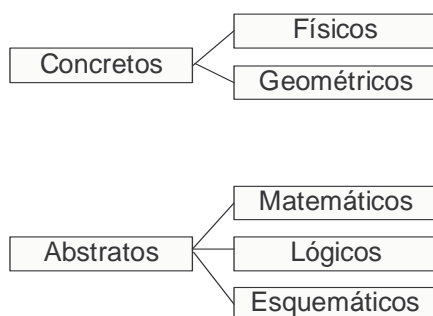 Físicos
Concretos
Geométricos
Matemáticos
Abstratos
Lógicos
Esquemáticos